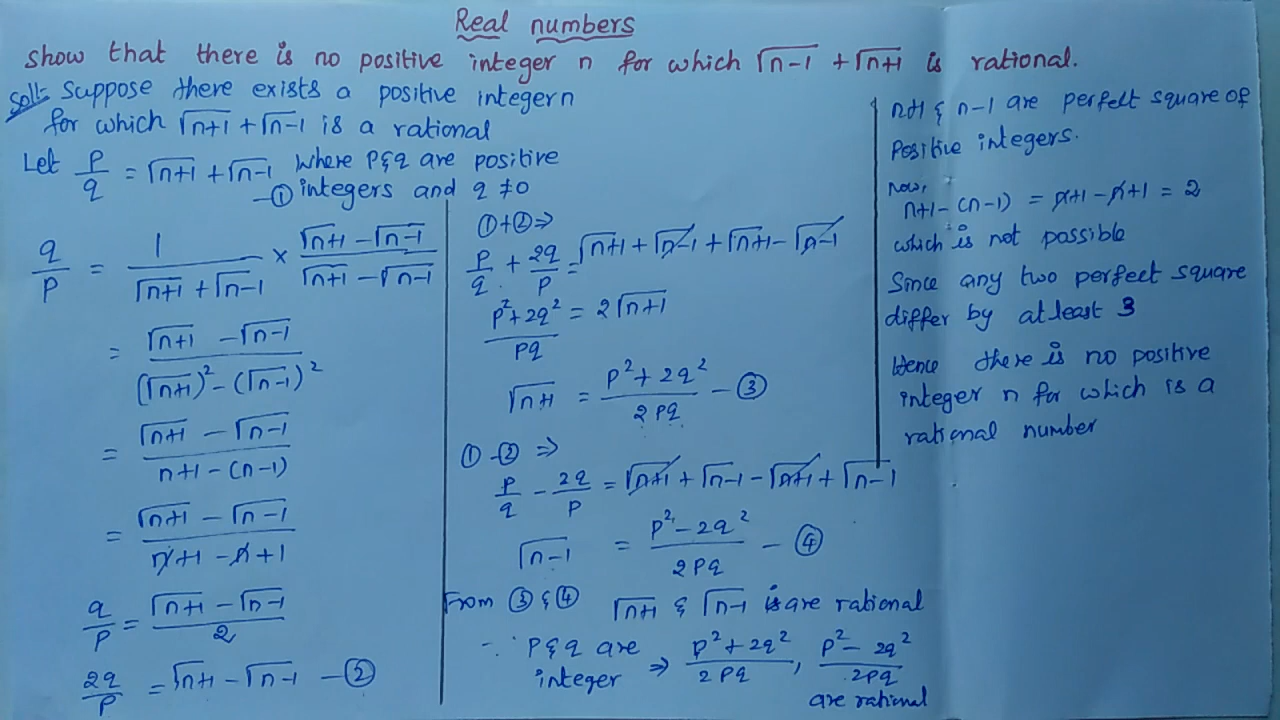 Real numbers
show that there is no positive integer n for which √n-1 + √n+1 is rational.
Sol:- Suppose there exists a positive integer n
for which √n+1 + √n-1 is a rational
Let p/q = √n+1 + √n-1 where p & q are positive
—① integers and q ≠ 0
q/p = 1/(√n+1 + √n-1) × (√n+1 - √n-1)/(√n+1 - √n-1)
= (√n+1 - √n-1)/((√n+1)² - (√n-1)²)
= (√n+1 - √n-1)/(n+1-(n-1))
= (√n+1 - √n-1)/(n+1-n+1)
q/p = (√n+1 - √n-1)/2
2q/p = √n+1 - √n-1 —②
①+②⇒
p/q + 2q/p = √n+1 + √n-1 + √n+1 - √n-1
(p²+2q²)/pq = 2√n+1
√n+1 = (p²+2q²)/2pq —③
①-② ⇒
p/q - 2q/p = √n+1 + √n-1 - √n+1 + √n-1
√n-1 = (p²-2q²)/2pq —④
From ③ & ④ √n+1 & √n-1 is are rational
∵ p & q are integer ⇒ (p²+2q²)/2pq, (p²-2q²)/2pq
are rational
n+1 & n-1 are perfect square of
Positive integers.
Now,
n+1-(n-1) = n+1-n+1 = 2
which is not possible
Since any two perfect square
differ by at least 3
Hence there is no positive
integer n for which is a
rational number